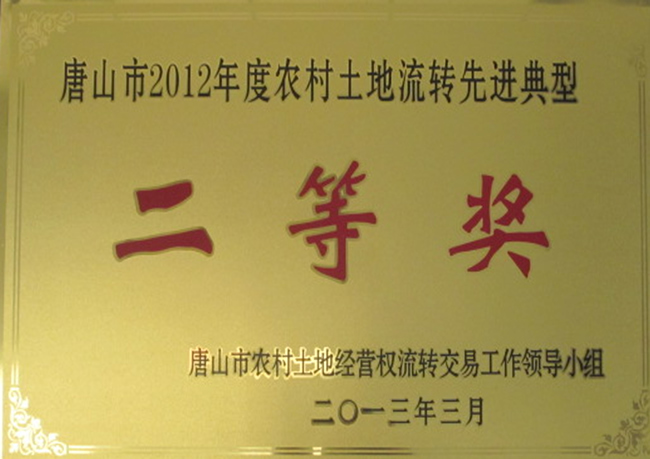 唐山市2012年度农村土地流转先进典型
二等奖
唐山市农村土地经营权流转交易工作领导小组
二〇一三年三月